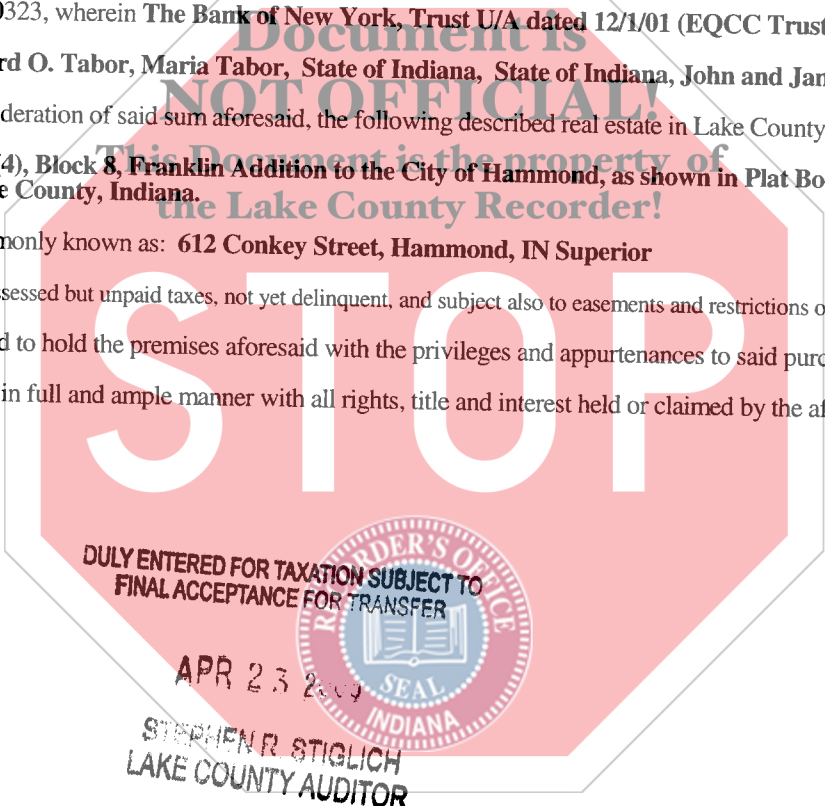 0323, wherein The Bank of New York, Trust U/A dated 12/1/01 (EQCC Trust
Document is
rd O. Tabor, Maria Tabor, State of Indiana, State of Indiana, John and Jan
NOT OFFICIAL!
deration of said sum aforesaid, the following described real estate in Lake County
This Document is the property of
4), Block 8, Franklin Addition to the City of Hammond, as shown in Plat Bo
e County, Indiana.
the Lake County Recorder!
monly known as: 612 Conkey Street, Hammond, IN Superior
ssessed but unpaid taxes, not yet delinquent, and subject also to easements and restrictions o
STOP
d to hold the premises aforesaid with the privileges and appurtenances to said purc
in full and ample manner with all rights, title and interest held or claimed by the af
DULY ENTERED FOR TAXATION SUBJECT TO
FINAL ACCEPTANCE FOR TRANSFER
RECORDER'S OFFICE
APR 23
SEAL
INDIANA
STEPHEN R. STIGLICH
LAKE COUNTY AUDITOR